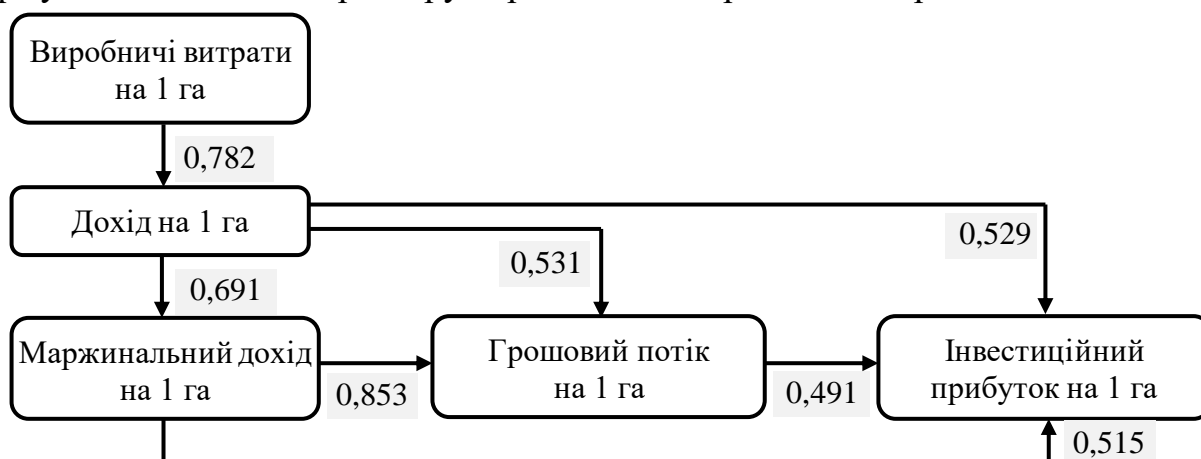 Виробничі витрати
на 1 га
0,782
Дохід на 1 га
0,529
0,531
0,691
Маржинальний дохід
на 1 га
0,853
Грошовий потік
на 1 га
0,491
Інвестиційний
прибуток на 1 га
0,515